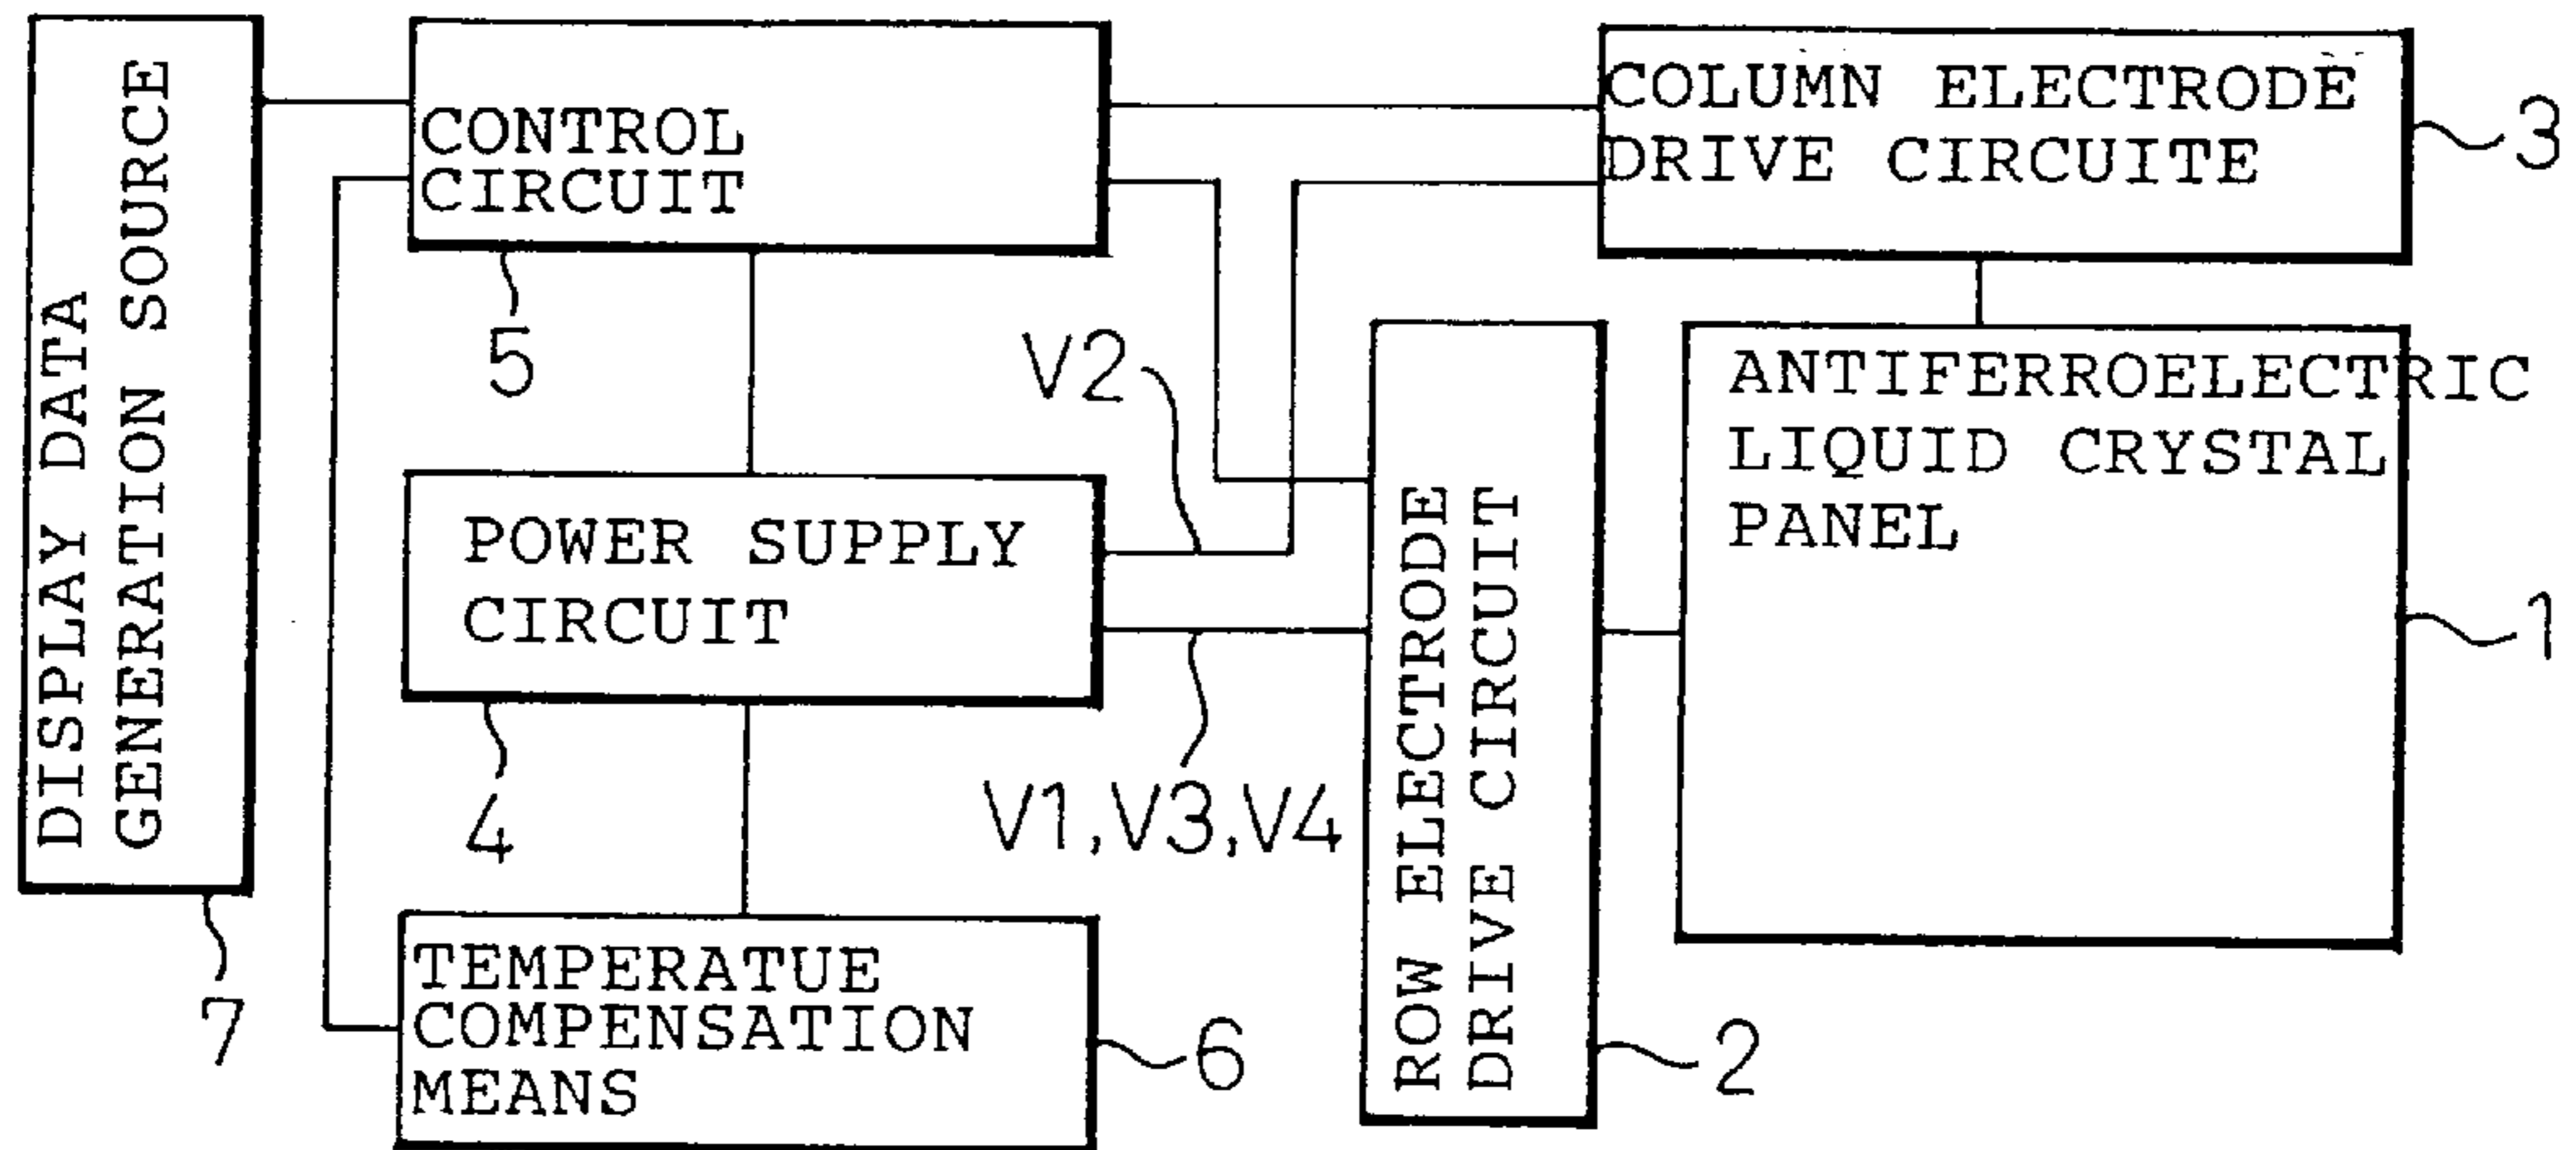 DISPLAY DATA
GENERATION SOURCE
7
CONTROL
CIRCUIT
5
COLUMN ELECTRODE
DRIVE CIRCUITE
3
V2
POWER SUPPLY
CIRCUIT
4
V1,V3,V4
TEMPERATUE
COMPENSATION
MEANS
6
ROW ELECTRODE
DRIVE CIRCUIT
2
ANTIFERROELECTRIC
LIQUID CRYSTAL
PANEL
1